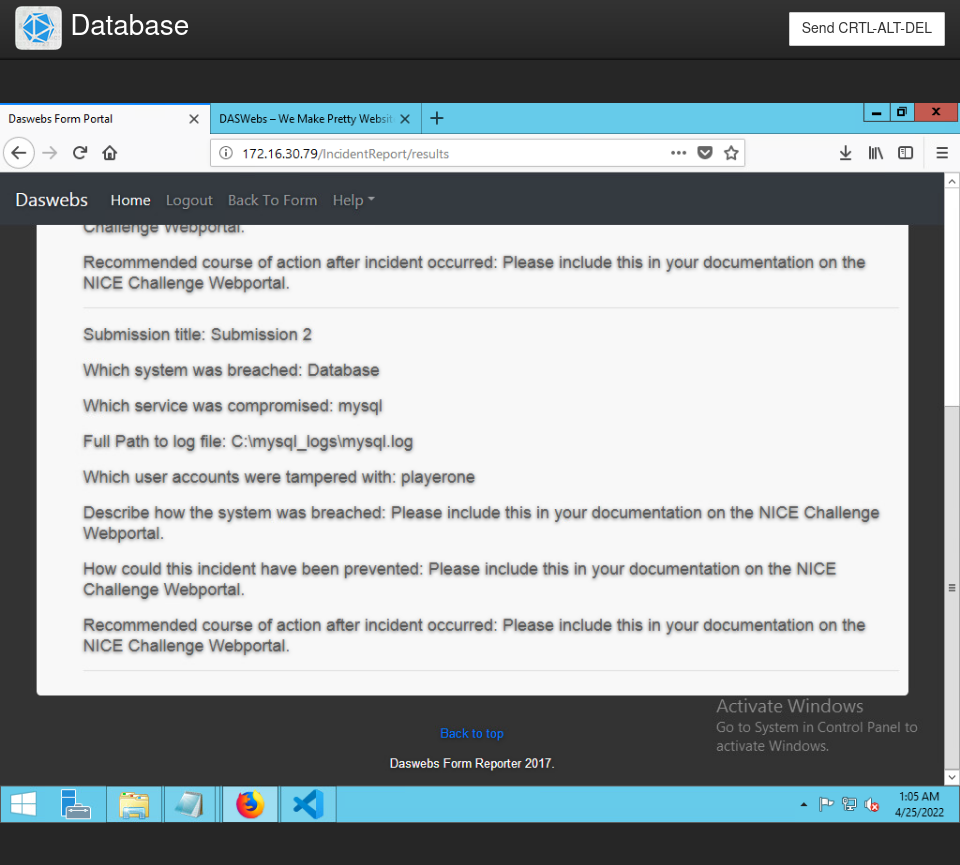 Database
Send CRTL-ALT-DEL
Daswebs Form Portal
DASWebs – We Make Pretty Websit
172.16.30.79/IncidentReport/results
Daswebs Home Logout Back To Form Help
Challenge Webportal.
Recommended course of action after incident occurred: Please include this in your documentation on the
NICE Challenge Webportal.
Submission title: Submission 2
Which system was breached: Database
Which service was compromised: mysql
Full Path to log file: C:\mysql_logs\mysql.log
Which user accounts were tampered with: playerone
Describe how the system was breached: Please include this in your documentation on the NICE Challenge
Webportal.
How could this incident have been prevented: Please include this in your documentation on the NICE
Challenge Webportal.
Recommended course of action after incident occurred: Please include this in your documentation on the
NICE Challenge Webportal.
Activate Windows
Go to System in Control Panel to
activate Windows.
Back to top
Daswebs Form Reporter 2017.
1:05 AM
4/25/2022